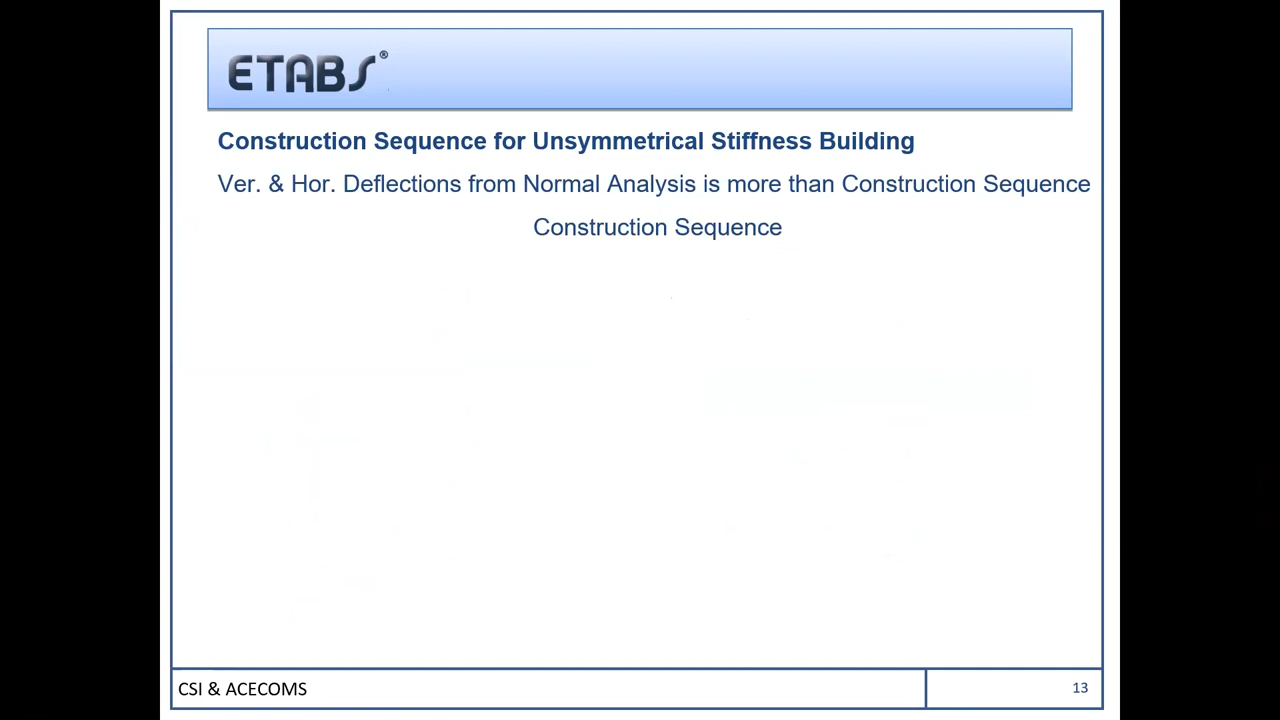 ETABS®
Construction Sequence for Unsymmetrical Stiffness Building
Ver. & Hor. Deflections from Normal Analysis is more than Construction Sequence
Construction Sequence
CSI & ACECOMS
13